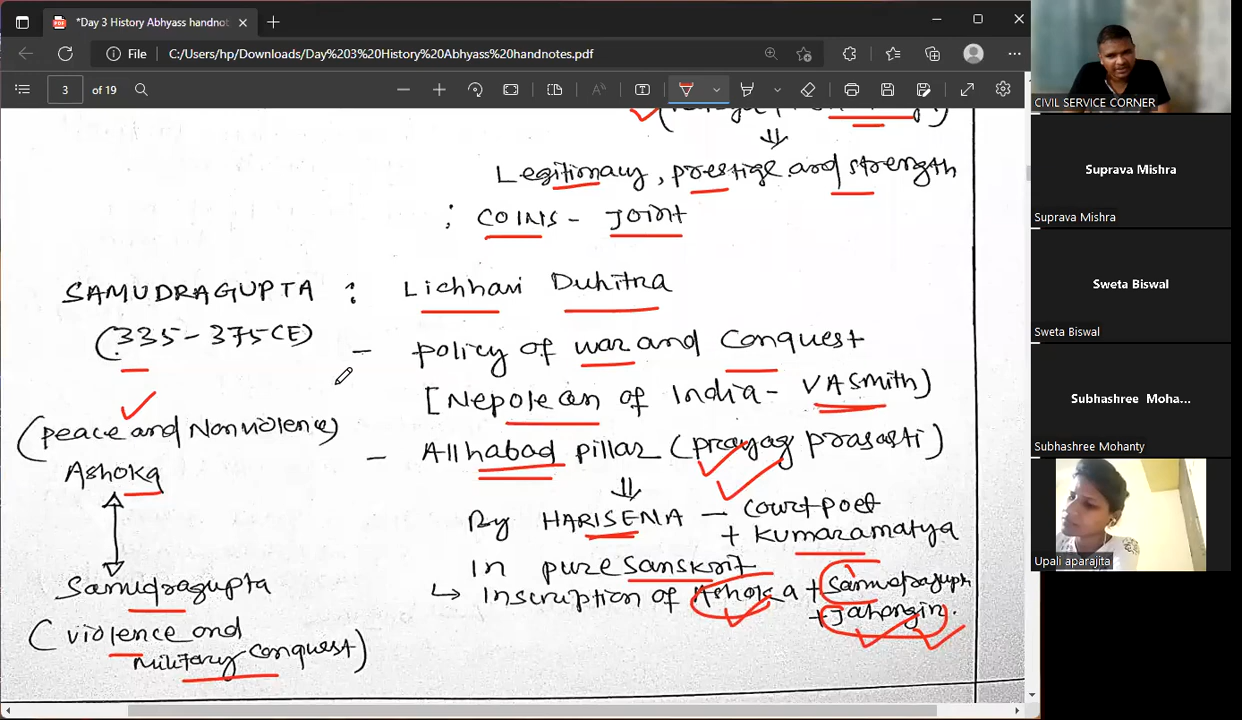 *Day 3 History Abhyass handnot
File
C:/Users/hp/Downloads/Day%203%20History%20Abhyass%20handnotes.pdf
3 of 19
Legitimacy, prestige and strength
: COINS - JOINT
SAMUDRAGUPTA : Lichhavi Duhitra
(335-375CE)
- policy of war and Conquest
[Nepolean of India - VASmith)
(peace and Nonviolence)
- Allhabad pillar (prayag prasasti)
Ashoka
By HARISENA - Court poet
+ Kumaramatya
In pure Sanskrit
Samudragupta
↳ Inscription of Ashoka + Samudragupta
+ Jahangir.
(violence and
military conquest)
CIVIL SERVICE CORNER
Suprava Mishra
Suprava Mishra
Sweta Biswal
Sweta Biswal
Subhashree Moha...
Subhashree Mohanty
Upali aparajita